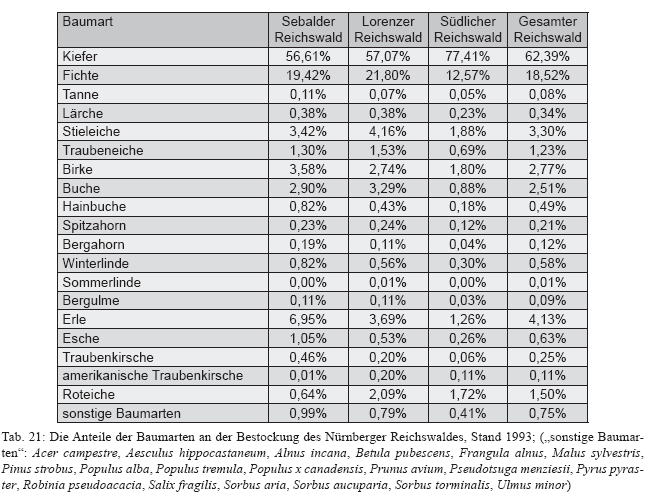 Baumart Sebalder Reichswald Lorenzer Reichswald Südlicher Reichswald Gesamter Reichswald
Kiefer 56,61% 57,07% 77,41% 62,39%
Fichte 19,42% 21,80% 12,57% 18,52%
Tanne 0,11% 0,07% 0,05% 0,08%
Lärche 0,38% 0,38% 0,23% 0,34%
Stieleiche 3,42% 4,16% 1,88% 3,30%
Traubeneiche 1,30% 1,53% 0,69% 1,23%
Birke 3,58% 2,74% 1,80% 2,77%
Buche 2,90% 3,29% 0,88% 2,51%
Hainbuche 0,82% 0,43% 0,18% 0,49%
Spitzahorn 0,23% 0,24% 0,12% 0,21%
Bergahorn 0,19% 0,11% 0,04% 0,12%
Winterlinde 0,82% 0,56% 0,30% 0,58%
Sommerlinde 0,00% 0,01% 0,00% 0,01%
Bergulme 0,11% 0,11% 0,03% 0,09%
Erle 6,95% 3,69% 1,26% 4,13%
Esche 1,05% 0,53% 0,26% 0,63%
Traubenkirsche 0,46% 0,20% 0,06% 0,25%
amerikanische Traubenkirsche 0,01% 0,20% 0,11% 0,11%
Roteiche 0,64% 2,09% 1,72% 1,50%
sonstige Baumarten 0,99% 0,79% 0,41% 0,75%
Tab. 21: Die Anteile der Baumarten an der Bestockung des Nürnberger Reichswaldes, Stand 1993; („sonstige Baumar-
ten“: Acer campestre, Aesculus hippocastaneum, Alnus incana, Betula pubescens, Frangula alnus, Malus sylvestris,
Pinus strobus, Populus alba, Populus tremula, Populus x canadensis, Prunus avium, Pseudotsuga menziesii, Pyrus pyras-
ter, Robinia pseudoacacia, Salix fragilis, Sorbus aria, Sorbus aucuparia, Sorbus torminalis, Ulmus minor)